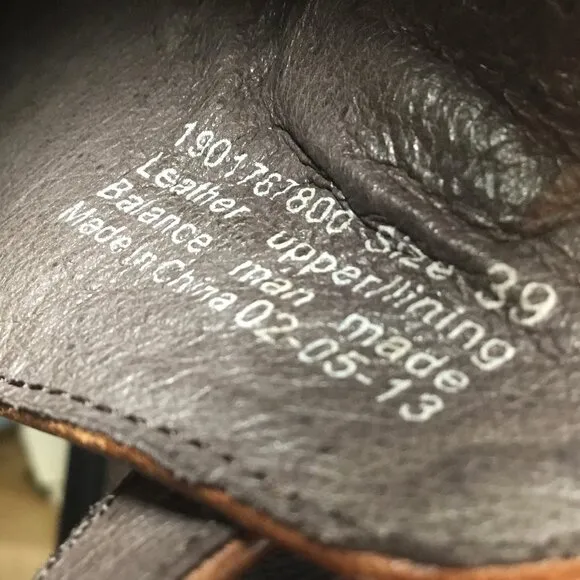 1901767800 Size 39
Leather upper/lining
Balance man made
Made in China 02-05-13